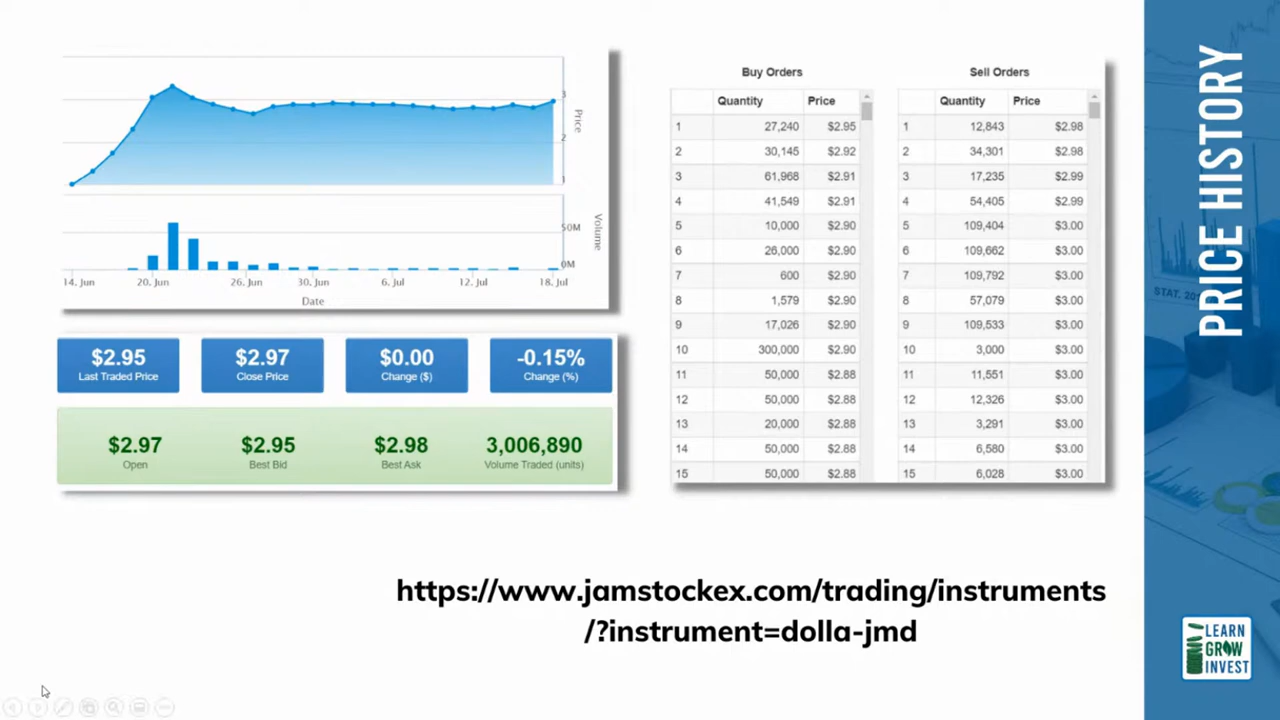 3
Price
2
1
50M
Volume
0M
14. Jun
20. Jun
26. Jun
30. Jun
6. Jul
12. Jul
18. Jul
Date
$2.95
Last Traded Price
$2.97
Close Price
$0.00
Change ($)
-0.15%
Change (%)
$2.97
Open
$2.95
Best Bid
$2.98
Best Ask
3,006,890
Volume Traded (units)
Buy Orders
Quantity Price
1 27,240 $2.95
2 30,145 $2.92
3 61,968 $2.91
4 41,549 $2.91
5 10,000 $2.90
6 26,000 $2.90
7 600 $2.90
8 1,579 $2.90
9 17,026 $2.90
10 300,000 $2.90
11 50,000 $2.88
12 50,000 $2.88
13 20,000 $2.88
14 50,000 $2.88
15 50,000 $2.88
Sell Orders
Quantity Price
1 12,843 $2.98
2 34,301 $2.98
3 17,235 $2.99
4 54,405 $2.99
5 109,404 $3.00
6 109,662 $3.00
7 109,792 $3.00
8 57,079 $3.00
9 109,533 $3.00
10 3,000 $3.00
11 11,551 $3.00
12 12,326 $3.00
13 3,291 $3.00
14 6,580 $3.00
15 6,028 $3.00
https://www.jamstockex.com/trading/instruments
/?instrument=dolla-jmd
PRICE HISTORY
LEARN
GROW
INVEST